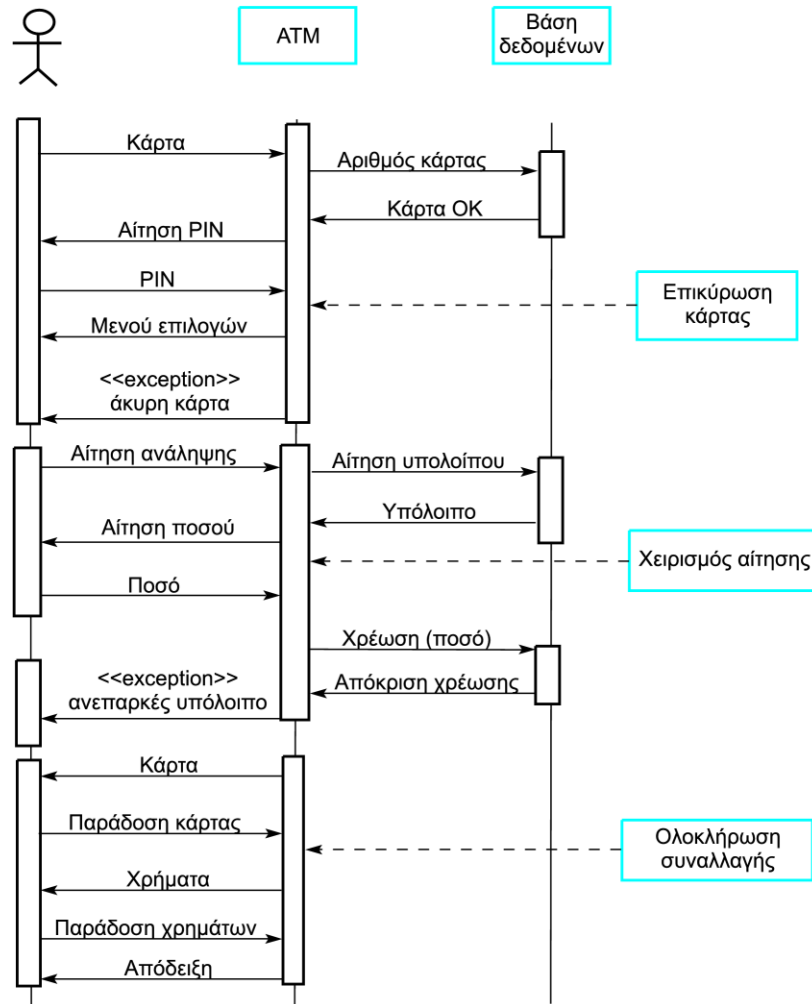 ATM
Βάση
δεδομένων
Κάρτα
Αριθμός κάρτας
Κάρτα OK
Αίτηση PIN
PIN
Επικύρωση
κάρτας
Μενού επιλογών
<<exception>>
άκυρη κάρτα
Αίτηση ανάληψης
Αίτηση υπολοίπου
Υπόλοιπο
Αίτηση ποσού
Χειρισμός αίτησης
Ποσό
Χρέωση (ποσό)
<<exception>>
ανεπαρκές υπόλοιπο
Απόκριση χρέωσης
Κάρτα
Παράδοση κάρτας
Ολοκλήρωση
συναλλαγής
Χρήματα
Παράδοση χρημάτων
Απόδειξη